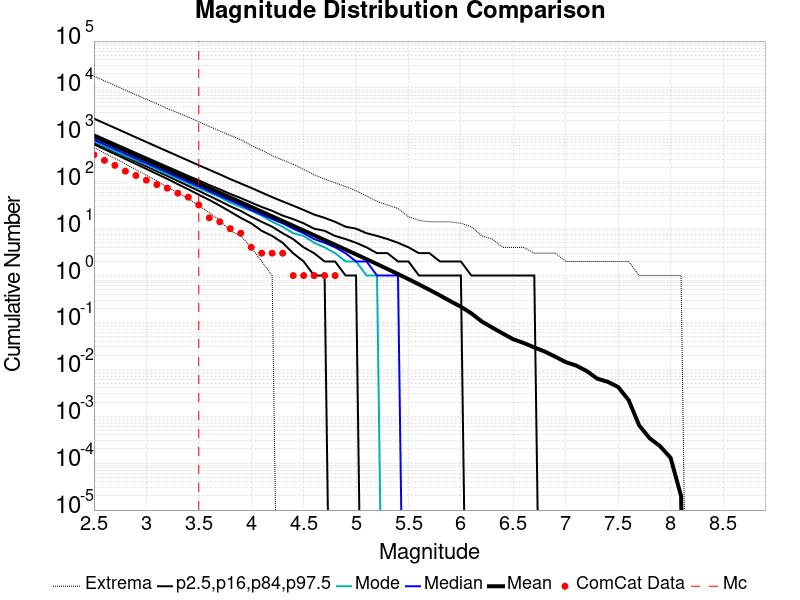 Magnitude Distribution Comparison
10^5
10^4
10^3
10^2
10^1
10^0
10^-1
10^-2
10^-3
10^-4
10^-5
Cumulative Number
2.5 3 3.5 4 4.5 5 5.5 6 6.5 7 7.5 8 8.5
Magnitude
Extrema p2.5,p16,p84,p97.5 Mode Median Mean ComCat Data Mc